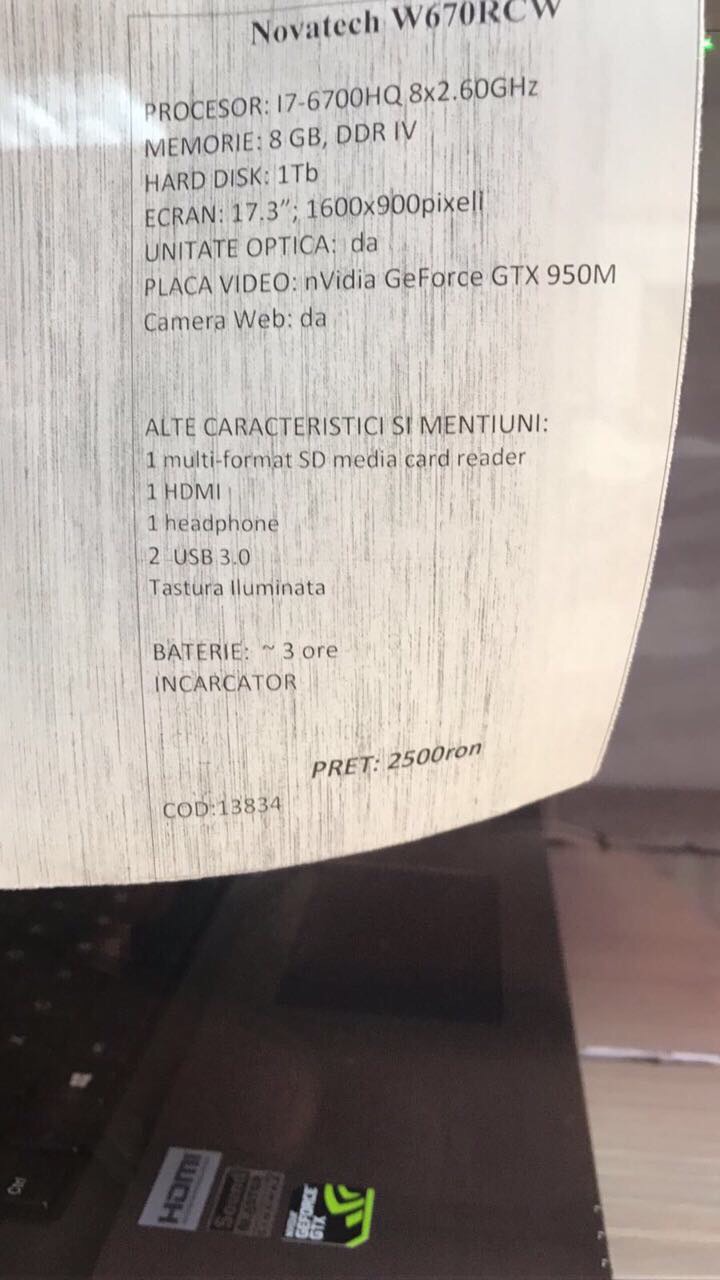 Novatech W670RCW
PROCESOR: I7-6700HQ 8x2.60GHz
MEMORIE: 8 GB, DDR IV
HARD DISK: 1Tb
ECRAN: 17.3”; 1600x900pixeli
UNITATE OPTICA: da
PLACA VIDEO: nVidia GeForce GTX 950M
Camera Web: da
ALTE CARACTERISTICI SI MENTIUNI:
1 multi-format SD media card reader
1 HDMI
1 headphone
2 USB 3.0
Tastura Iluminata
BATERIE: ~ 3 ore
INCARCATOR
PRET: 2500ron
COD:13834
HDMI
Sound
BLASTER
GEFORCE
GTX